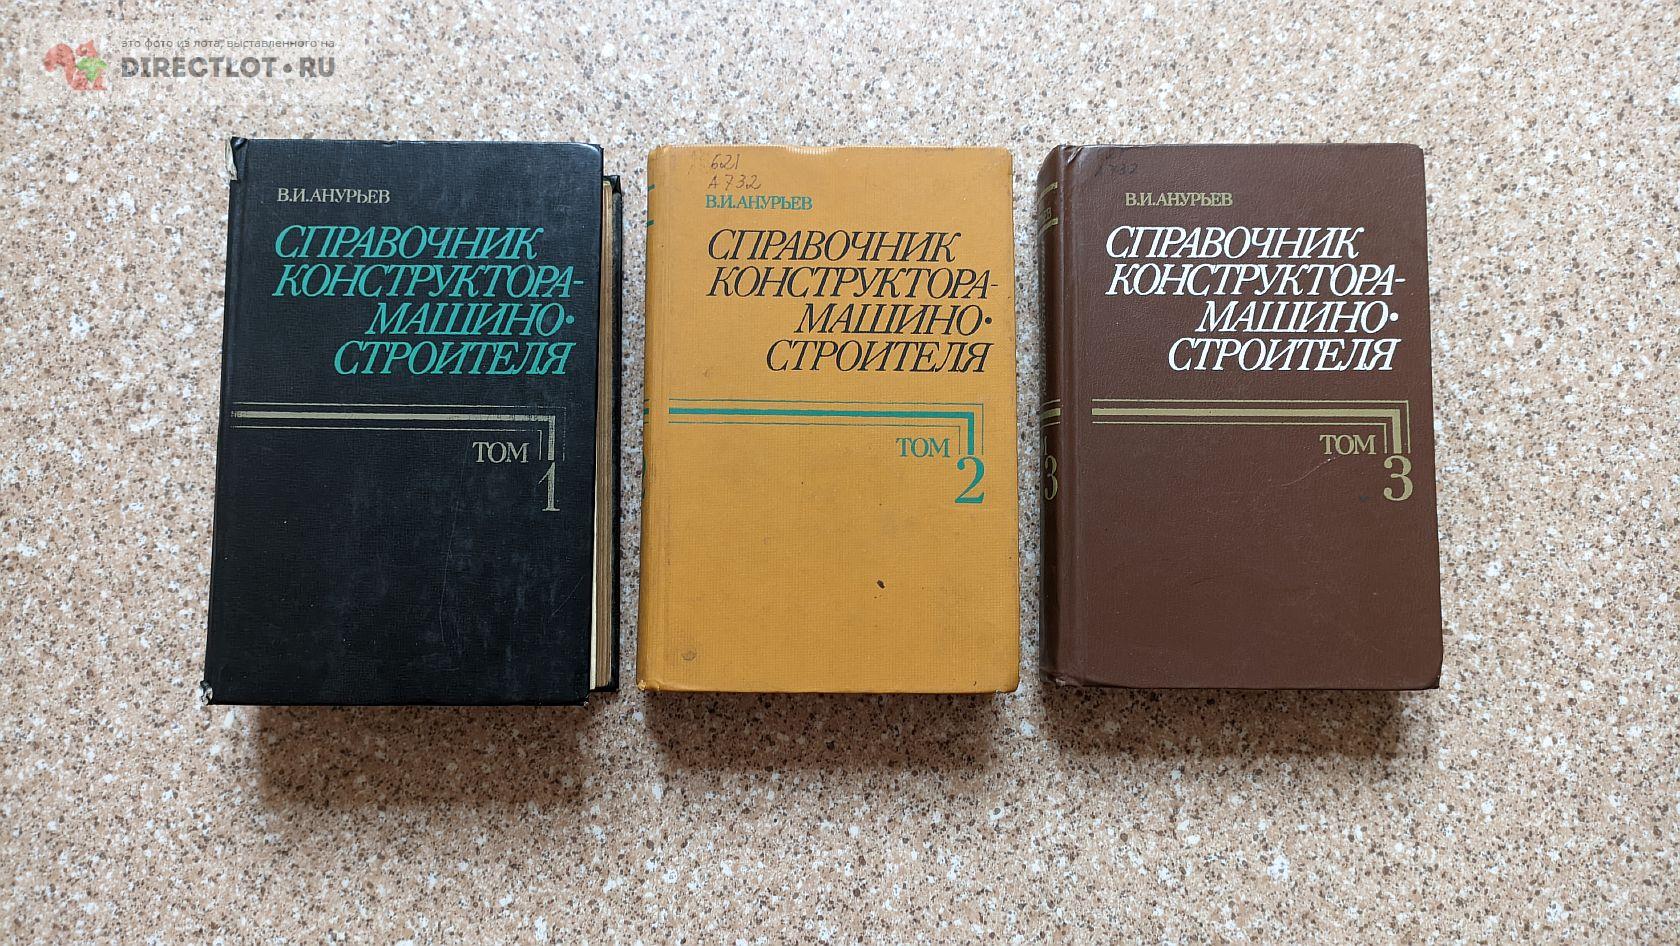 это фото из лота, выставленного на
DIRECTLOT•RU
В.И.АНУРЬЕВ
СПРАВОЧНИК
КОНСТРУКТОРА-
МАШИНО•
СТРОИТЕЛЯ
ТОМ
1
621
А732
В.И.АНУРЬЕВ
СПРАВОЧНИК
КОНСТРУКТОРА-
МАШИНО•
СТРОИТЕЛЯ
ТОМ
2
В.И.АНУРЬЕВ
СПРАВОЧНИК
КОНСТРУКТОРА-
МАШИНО•
СТРОИТЕЛЯ
ТОМ
3
3